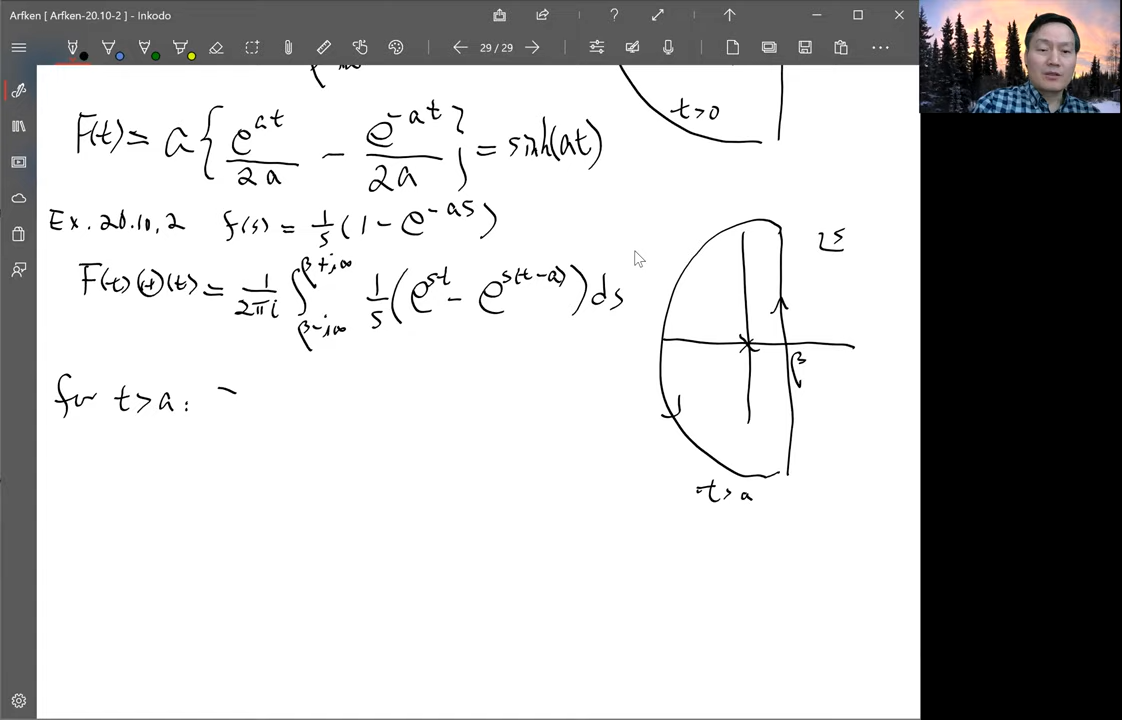 Arfken [ Arfken-20.10-2 ] - Inkodo
29 / 29
t>0
F(t) = a { e^{at}/2a - e^{-at}/2a } = sinh(at)
Ex. 20.10.2 f(s) = 1/s (1 - e^{-as})
F(t) Ⓗ(t) = 1/2πi ∫_{β-i∞}^{β+i∞} 1/s (e^{st} - e^{s(t-a)}) ds
β
for t>a:
t>a